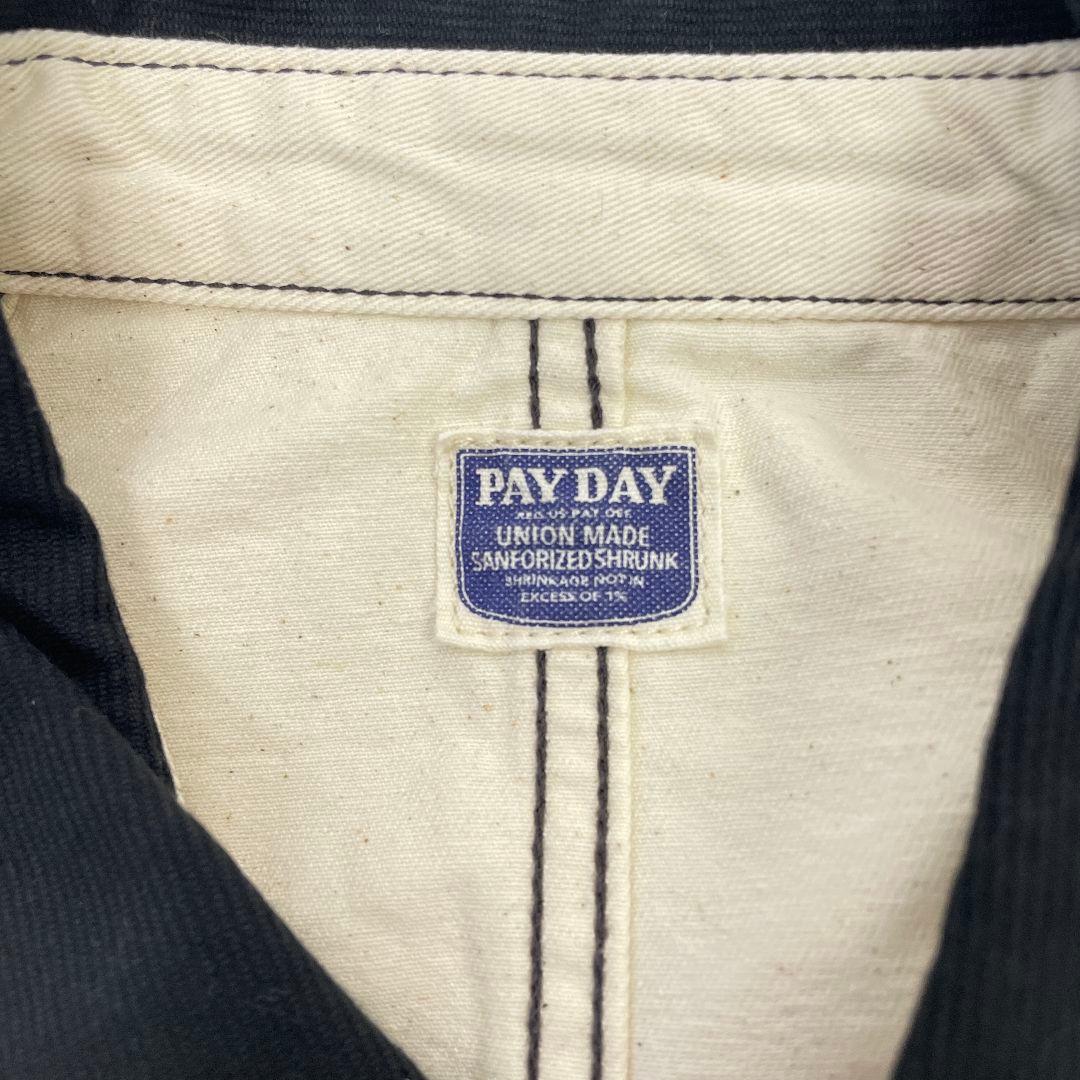 PAY DAY
REG. US PAT OFF
UNION MADE
SANFORIZED SHRUNK
SHRINKAGE NOT IN
EXCESS OF 1%